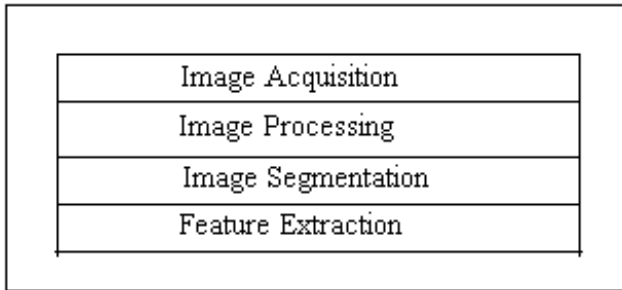 Image Acquisition
Image Processing
Image Segmentation
Feature Extraction